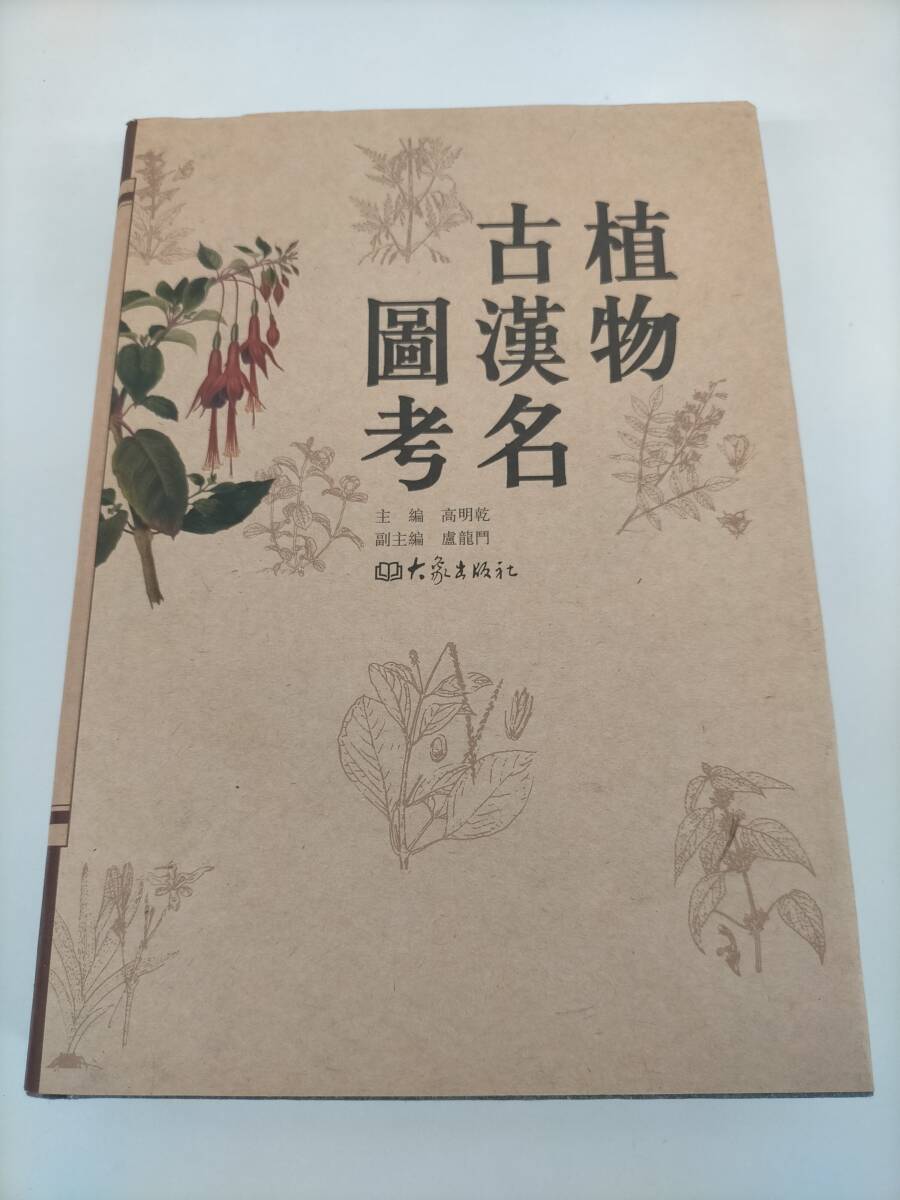 植物
古漢名
圖考
主編 高明乾
副主編 盧龍鬥
大象出版社